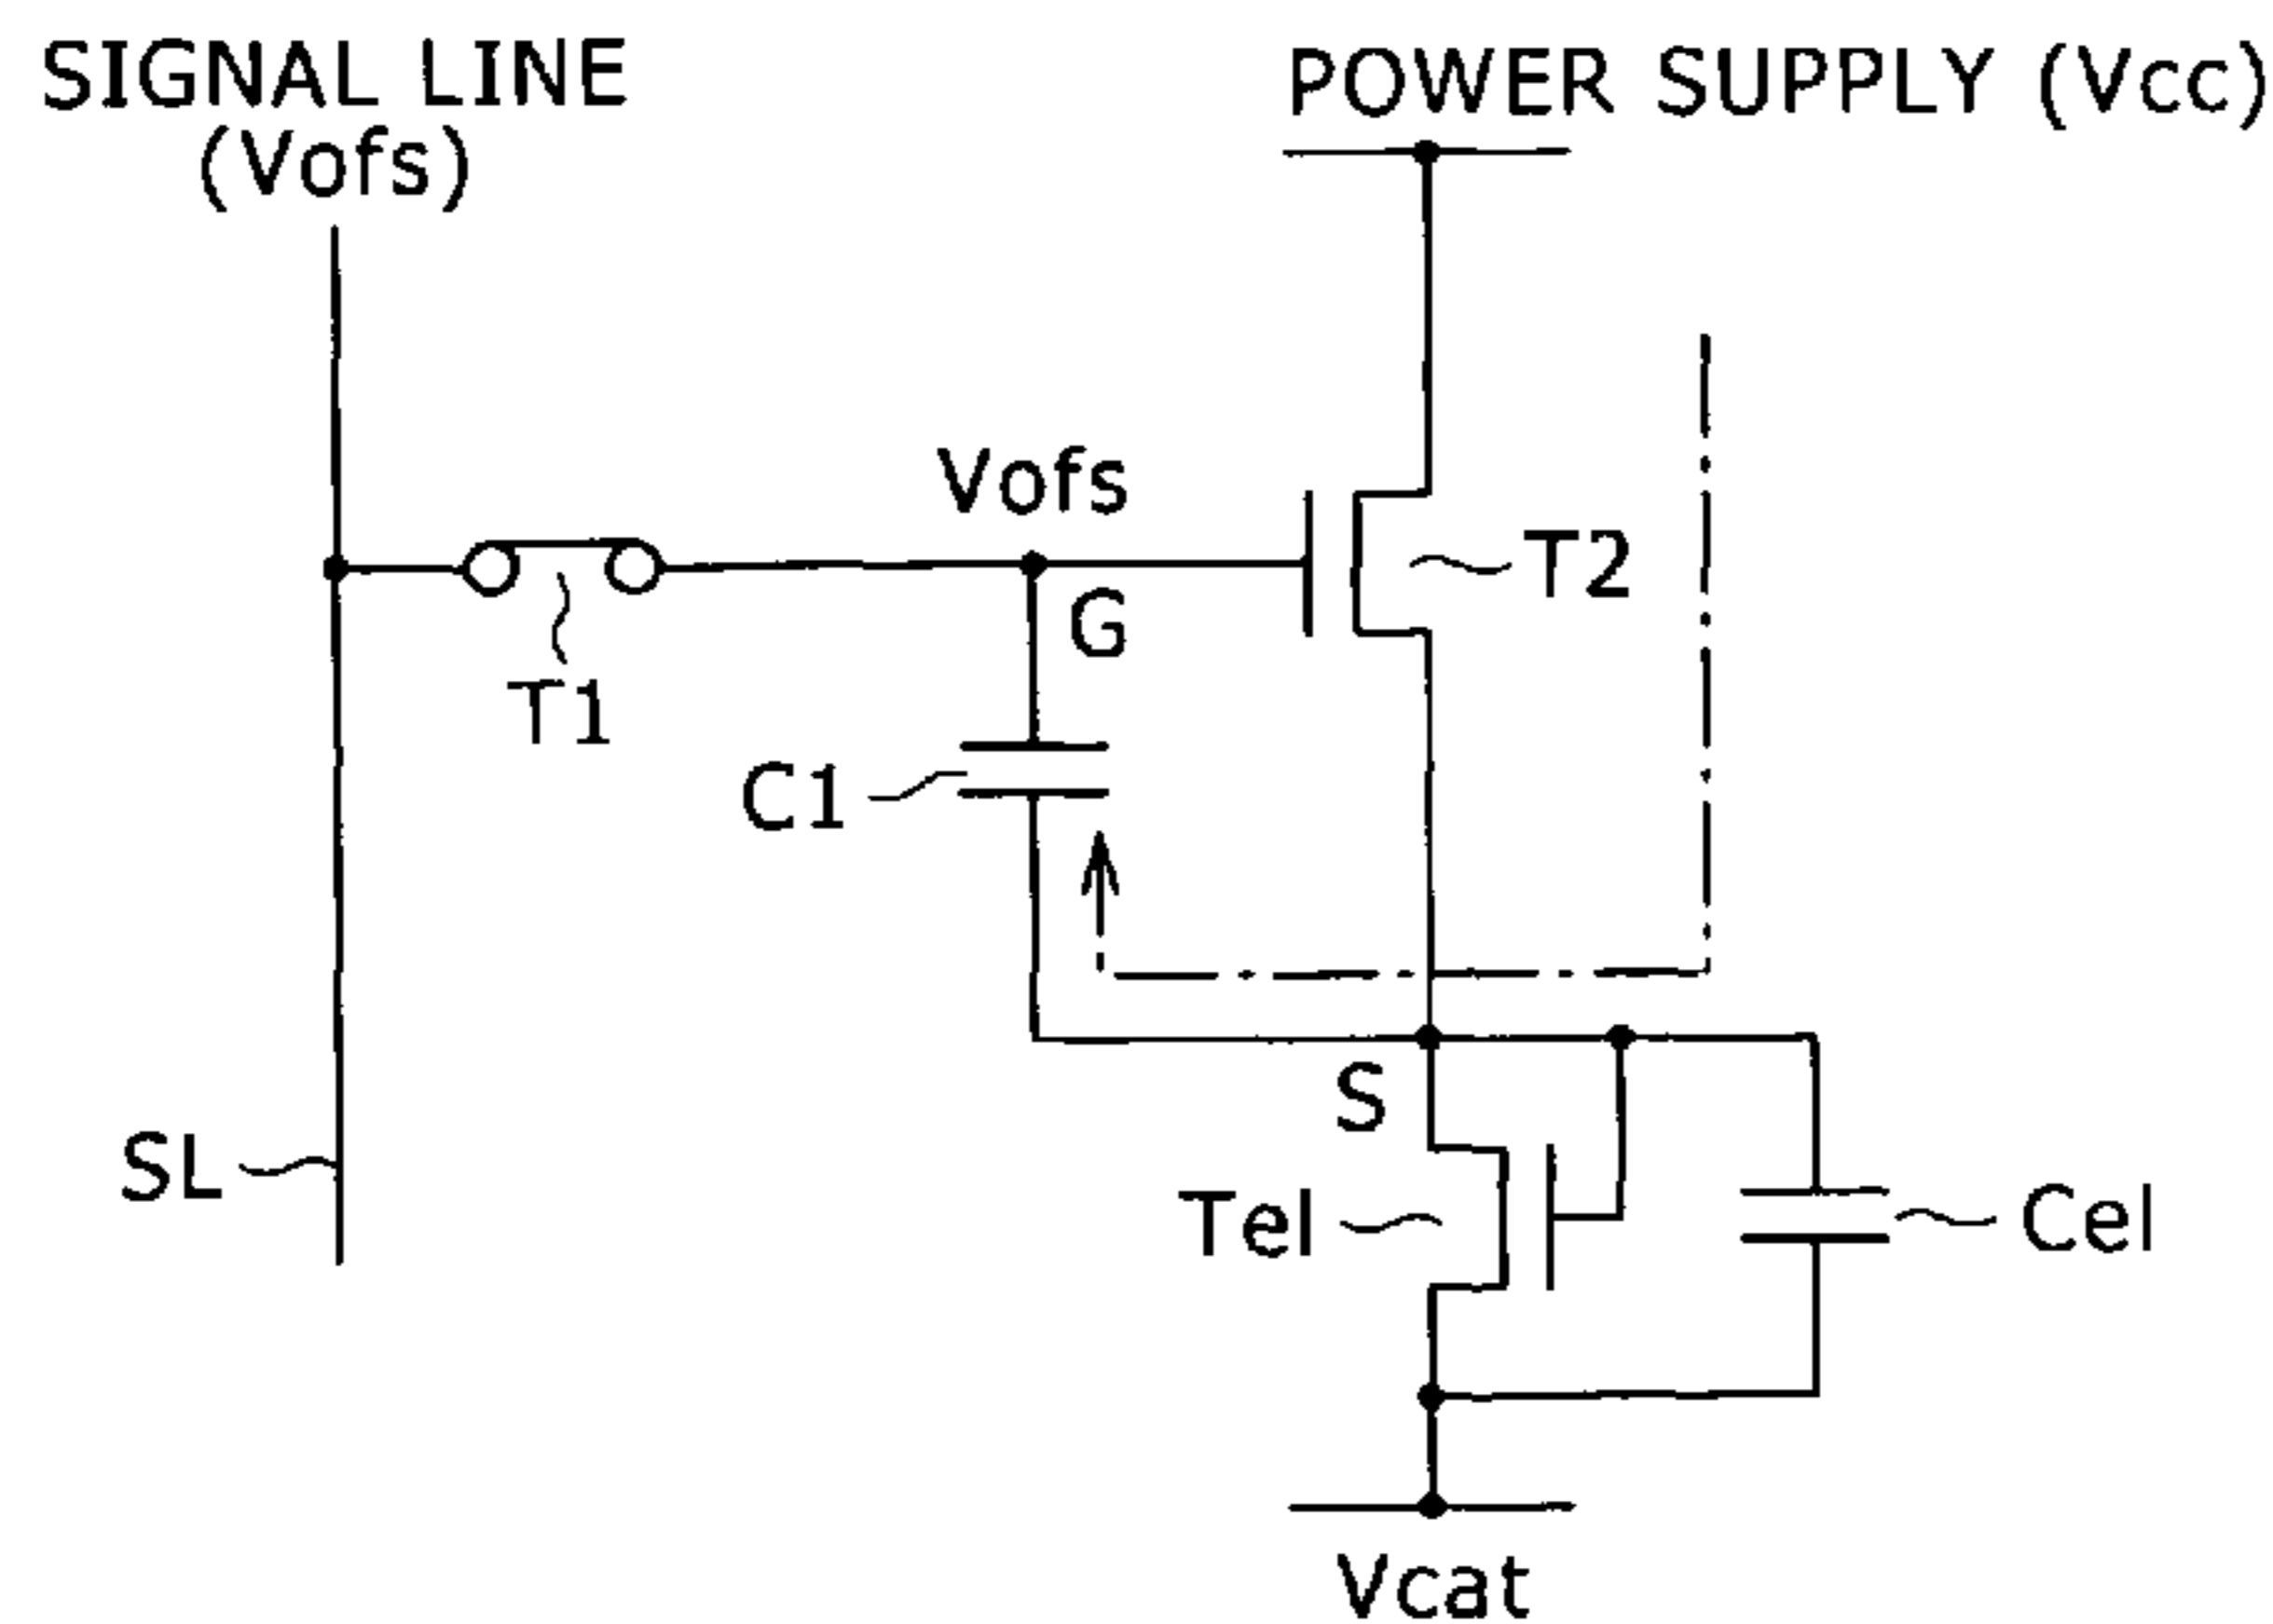 SIGNAL LINE
(Vofs)
POWER SUPPLY (Vcc)
Vofs
G
T2
T1
C1
S
SL
Tel
Cel
Vcat